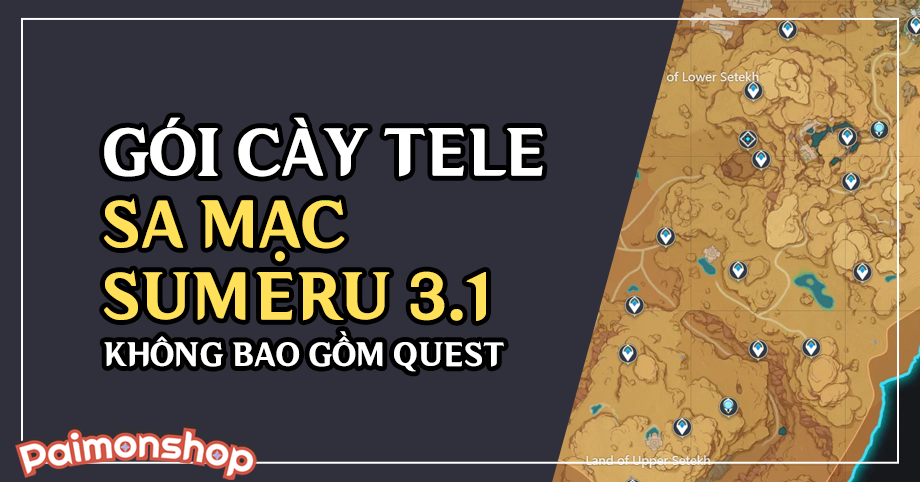 of Lower Setekh
GÓI CÀY TELE
SA MẠC
SUMERU 3.1
KHÔNG BAO GỒM QUEST
Paimonshop
Land of Upper Setekh